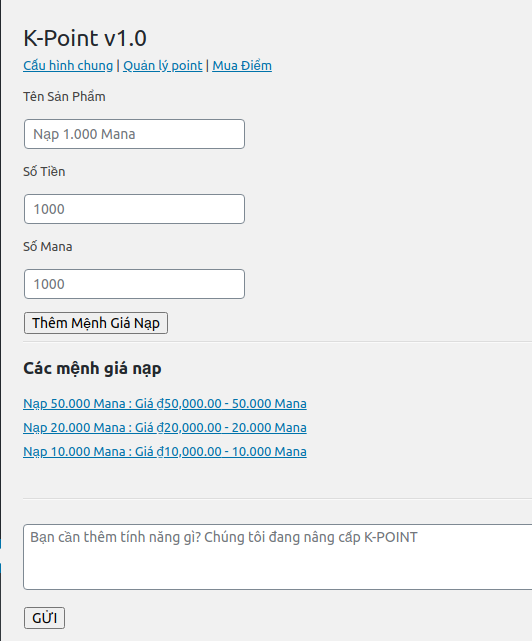 K-Point v1.0
Cấu hình chung | Quản lý point | Mua Điểm
Tên Sản Phẩm
Nạp 1.000 Mana
Số Tiền
1000
Số Mana
1000
Thêm Mệnh Giá Nạp
Các mệnh giá nạp
Nạp 50.000 Mana : Giá ₫50,000.00 - 50.000 Mana
Nạp 20.000 Mana : Giá ₫20,000.00 - 20.000 Mana
Nạp 10.000 Mana : Giá ₫10,000.00 - 10.000 Mana
Bạn cần thêm tính năng gì? Chúng tôi đang nâng cấp K-POINT
GỬI